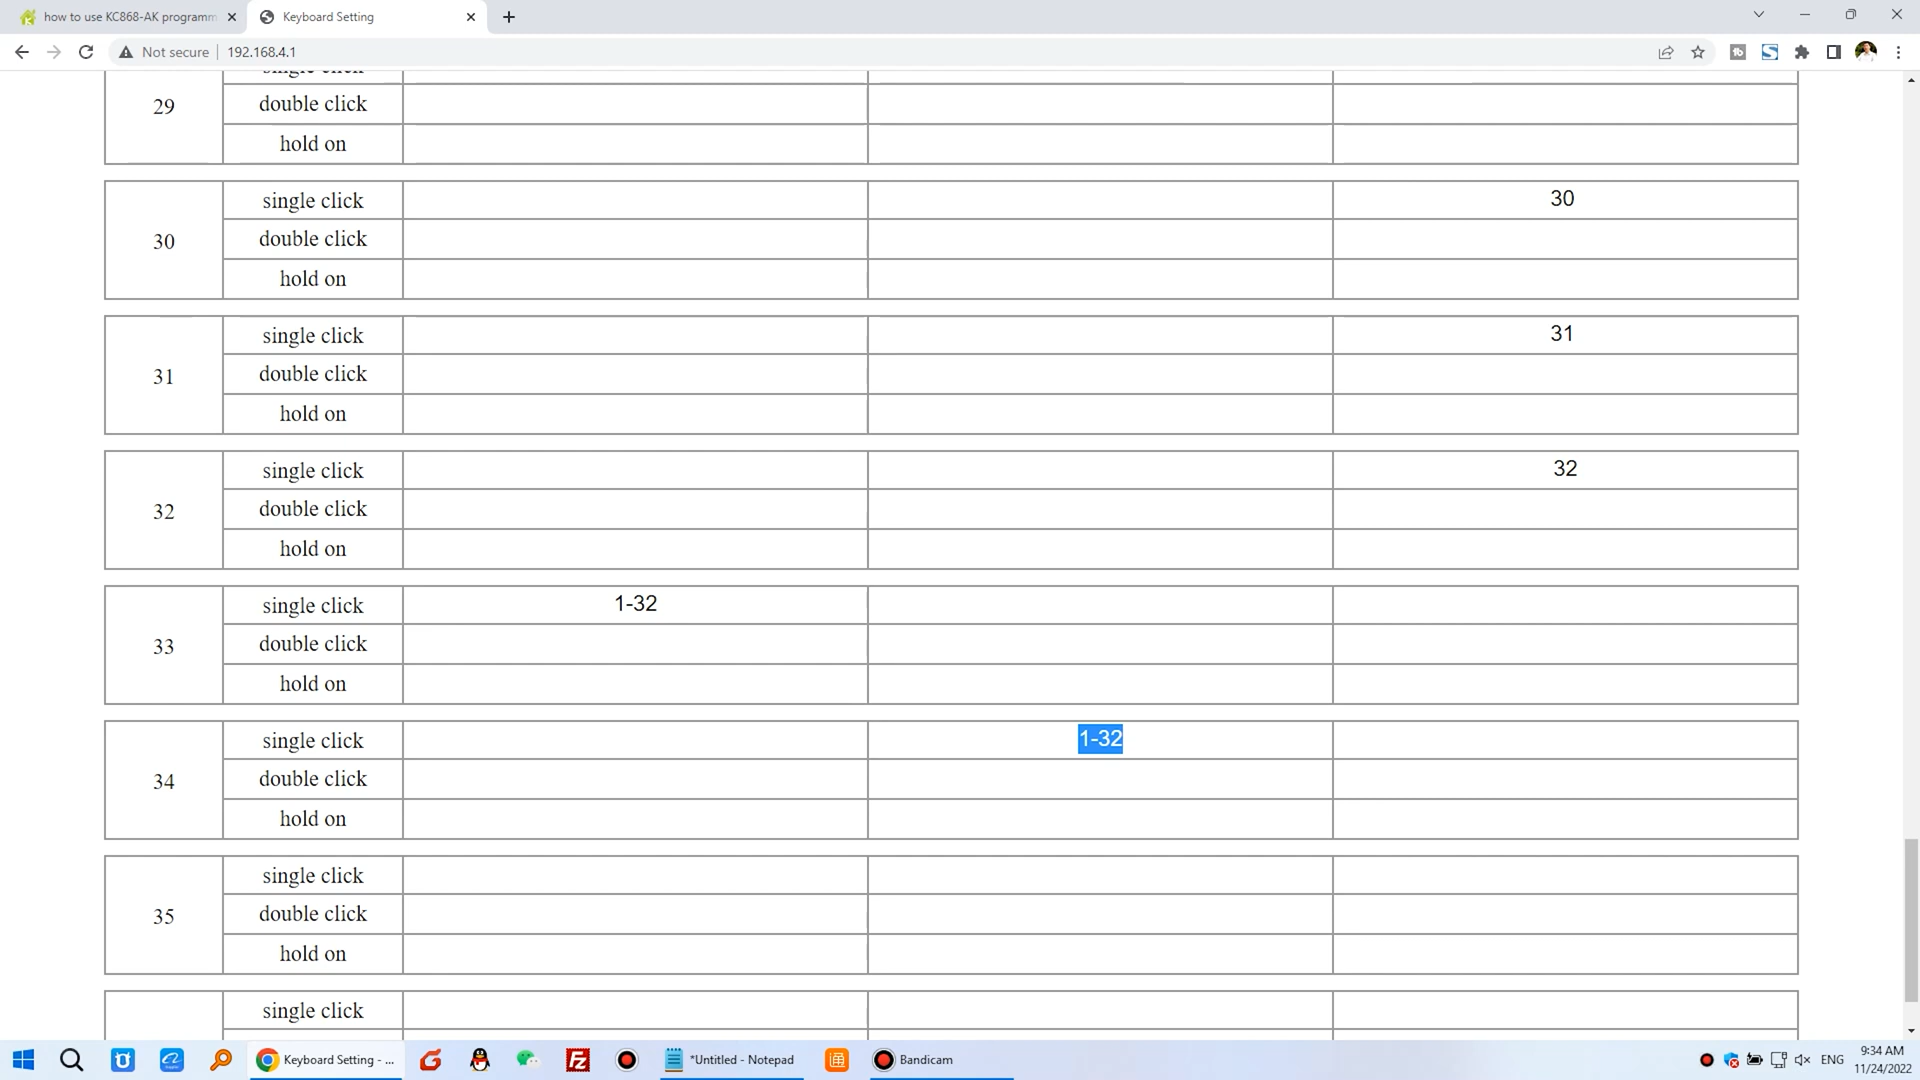 how to use KC868-AK programm
Keyboard Setting
Not secure
192.168.4.1
single click
29
double click
hold on
30
single click
30
double click
hold on
31
single click
31
double click
hold on
32
single click
32
double click
hold on
33
single click
1-32
double click
hold on
34
single click
1-32
double click
hold on
35
single click
double click
hold on
single click
Keyboard Setting - ...
*Untitled - Notepad
Bandicam
ENG
9:34 AM
11/24/2022